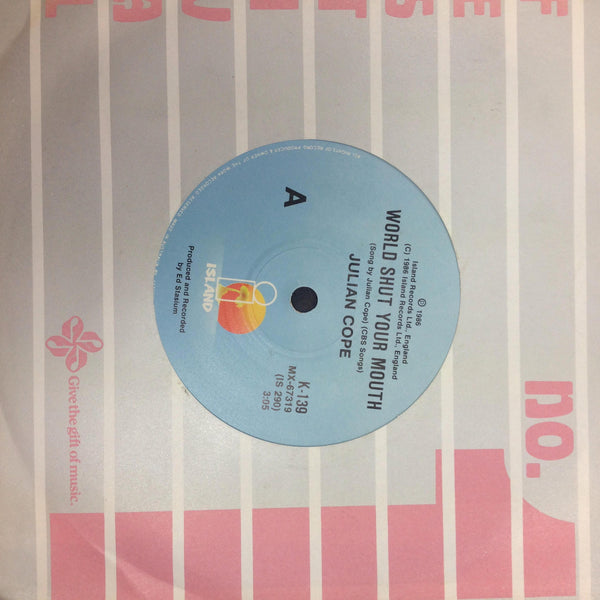 FESTIVAL
no.
Give the gift of music.
A
ISLAND
℗ 1986
Island Records Ltd., England
(C) 1986 Island Records Ltd., England
WORLD SHUT YOUR MOUTH
(Song by Julian Cope) (CBS Songs)
JULIAN COPE
K-139
MX-67319
(IS 290)
3:05
Produced and Recorded
by Ed Stasium